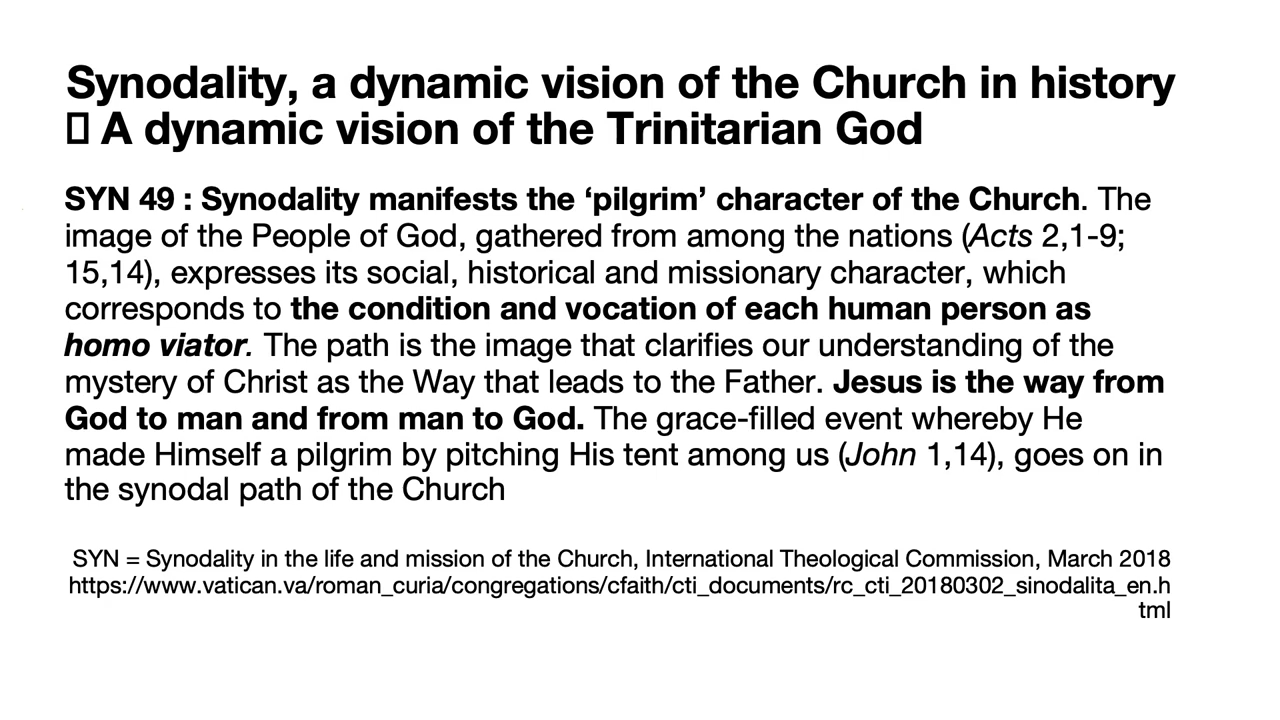 Synodality, a dynamic vision of the Church in history
▯ A dynamic vision of the Trinitarian God
SYN 49 : Synodality manifests the ‘pilgrim’ character of the Church. The
image of the People of God, gathered from among the nations (Acts 2,1-9;
15,14), expresses its social, historical and missionary character, which
corresponds to the condition and vocation of each human person as
homo viator. The path is the image that clarifies our understanding of the
mystery of Christ as the Way that leads to the Father. Jesus is the way from
God to man and from man to God. The grace-filled event whereby He
made Himself a pilgrim by pitching His tent among us (John 1,14), goes on in
the synodal path of the Church
SYN = Synodality in the life and mission of the Church, International Theological Commission, March 2018
https://www.vatican.va/roman_curia/congregations/cfaith/cti_documents/rc_cti_20180302_sinodalita_en.h
tml